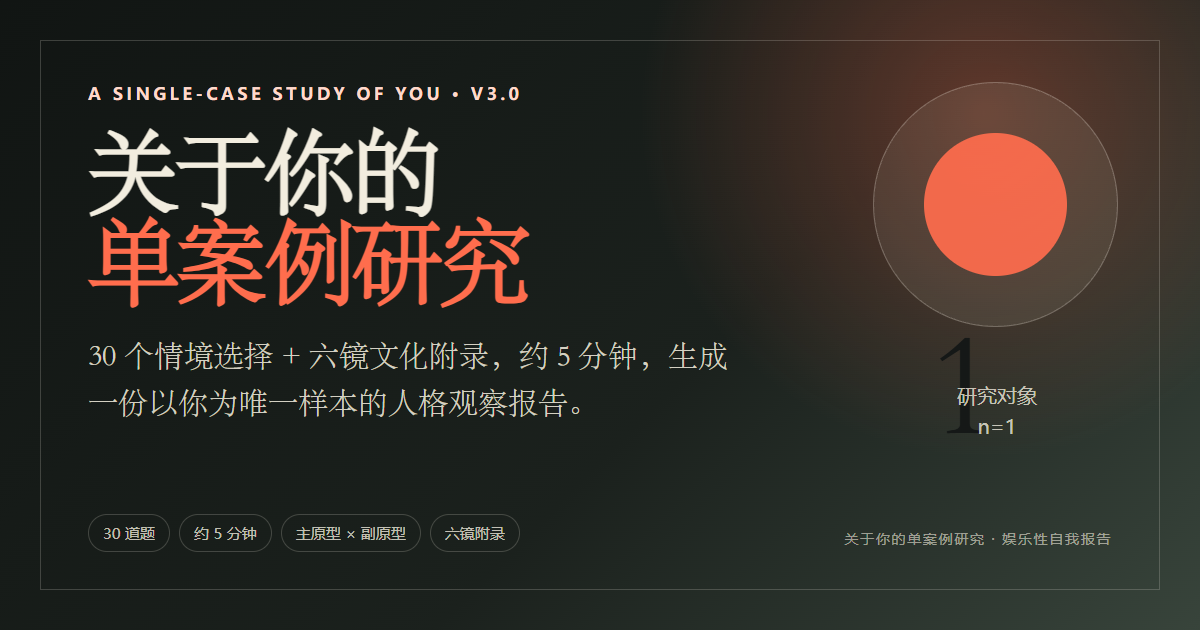 A SINGLE-CASE STUDY OF YOU • V3.0
关于你的
单案例研究
30 个情境选择 + 六镜文化附录，约 5 分钟，生成
一份以你为唯一样本的人格观察报告。
1
研究对象
n=1
30 道题
约 5 分钟
主原型 × 副原型
六镜附录
关于你的单案例研究 · 娱乐性自我报告